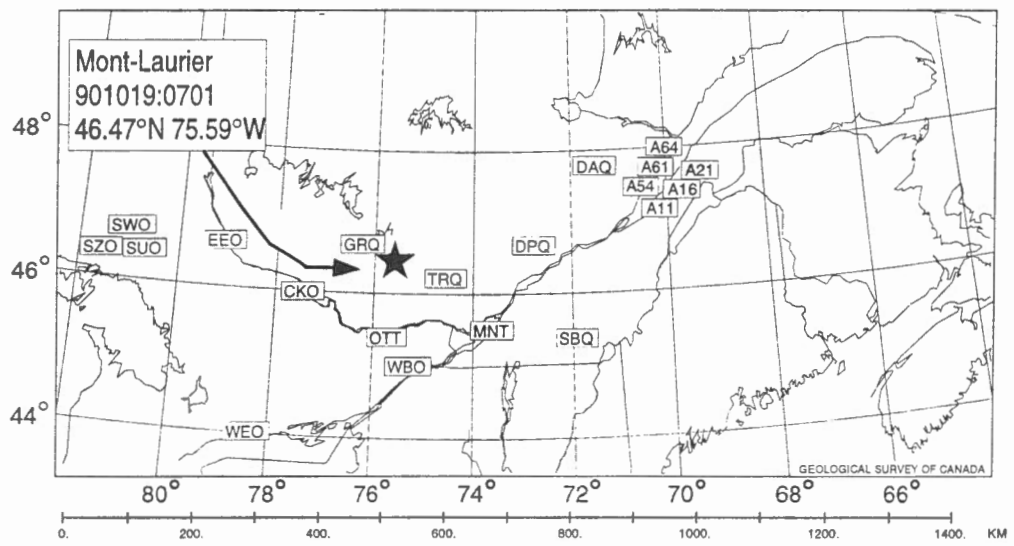 Mont-Laurier
901019:0701
46.47°N 75.59°W
48°
46°
44°
A64
DAQ
A61
A21
A54
A16
A11
SWO
SZO
SUO
EEO
GRQ
DPQ
TRQ
CKO
OTT
MNT
SBQ
WBO
WEO
GEOLOGICAL SURVEY OF CANADA
80° 78° 76° 74° 72° 70° 68° 66°
0. 200. 400. 600. 800. 1000. 1200. 1400. KM